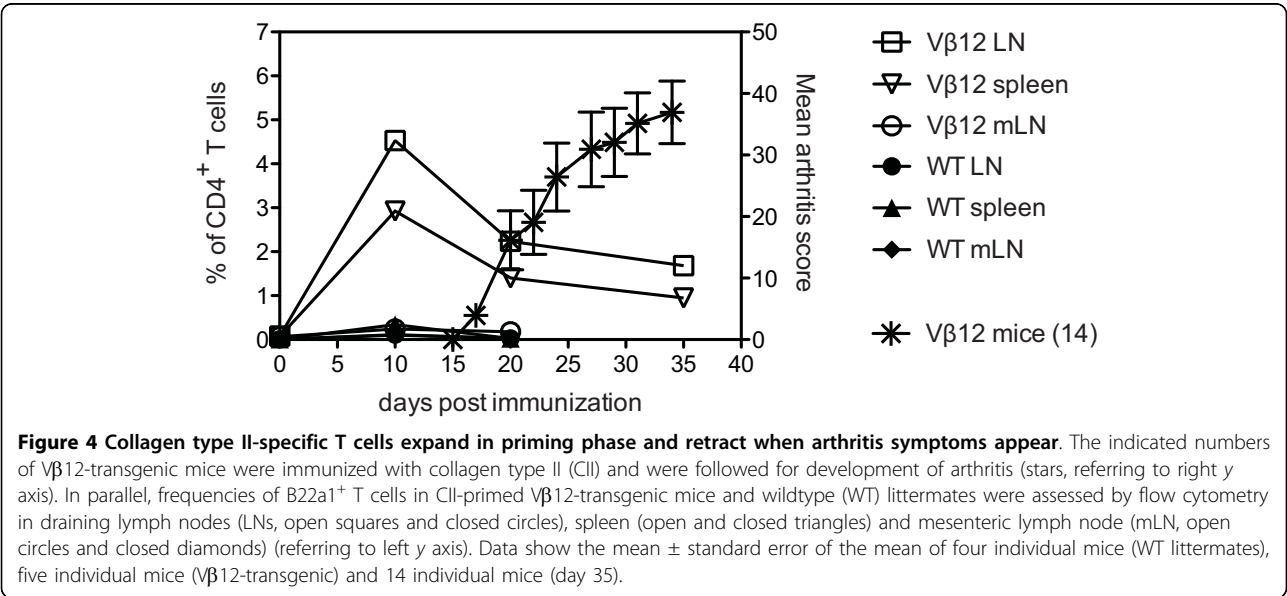 7
6
5
4
3
2
1
0
% of CD4+ T cells
50
40
30
20
10
0
Mean arthritis score
0 5 10 15 20 25 30 35 40
days post immunization
Vβ12 LN
Vβ12 spleen
Vβ12 mLN
WT LN
WT spleen
WT mLN
Vβ12 mice (14)
Figure 4 Collagen type II-specific T cells expand in priming phase and retract when arthritis symptoms appear. The indicated numbers
of Vβ12-transgenic mice were immunized with collagen type II (CII) and were followed for development of arthritis (stars, referring to right y
axis). In parallel, frequencies of B22a1+ T cells in CII-primed Vβ12-transgenic mice and wildtype (WT) littermates were assessed by flow cytometry
in draining lymph nodes (LNs, open squares and closed circles), spleen (open and closed triangles) and mesenteric lymph node (mLN, open
circles and closed diamonds) (referring to left y axis). Data show the mean ± standard error of the mean of four individual mice (WT littermates),
five individual mice (Vβ12-transgenic) and 14 individual mice (day 35).